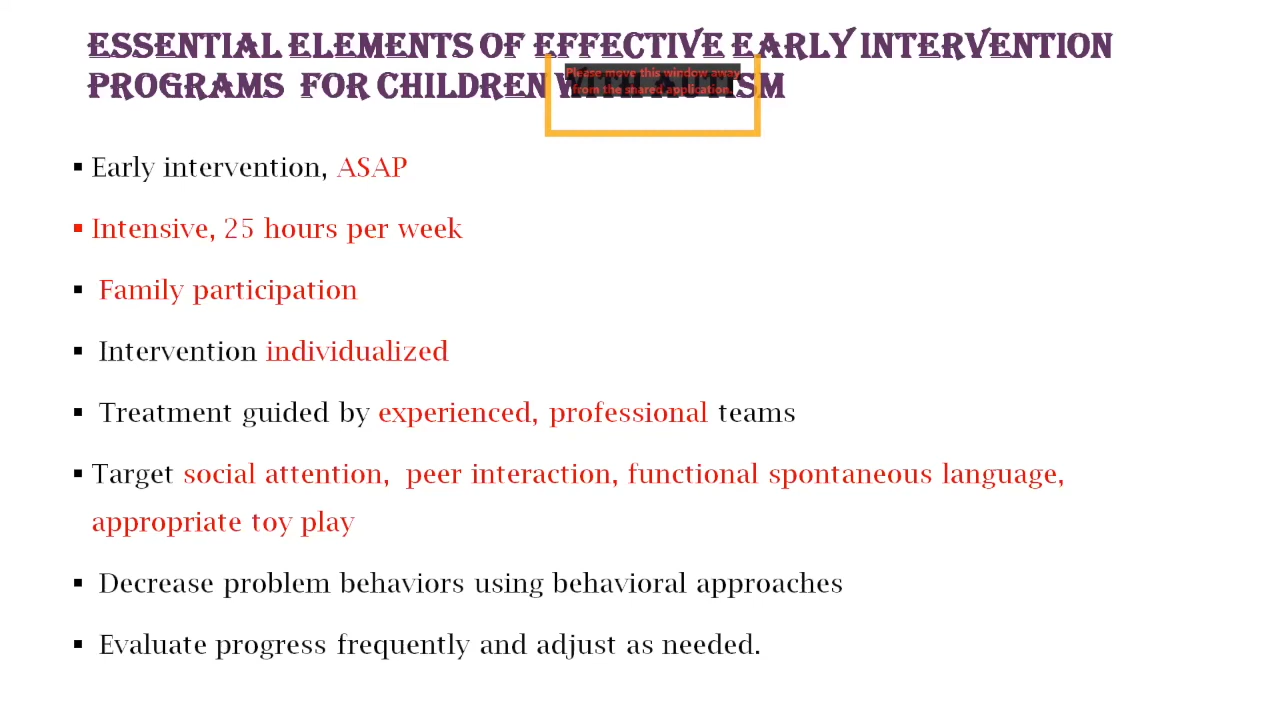 ESSENTIAL ELEMENTS OF EFFECTIVE EARLY INTERVENTION
PROGRAMS FOR CHILDREN WITH AUTISM
Please move this window away
from the shared application.
▪ Early intervention, ASAP
▪ Intensive, 25 hours per week
▪ Family participation
▪ Intervention individualized
▪ Treatment guided by experienced, professional teams
▪ Target social attention, peer interaction, functional spontaneous language,
appropriate toy play
▪ Decrease problem behaviors using behavioral approaches
▪ Evaluate progress frequently and adjust as needed.